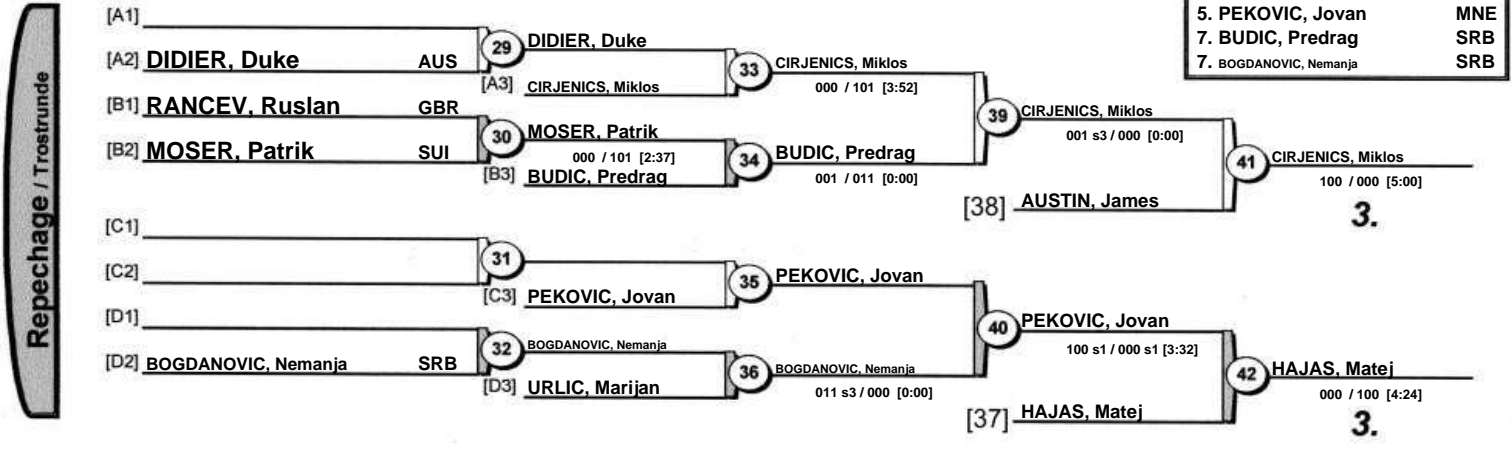 5. PEKOVIC, Jovan MNE
7. BUDIC, Predrag SRB
7. BOGDANOVIC, Nemanja SRB
Repechage / Trostrunde
[A1]
[A2] DIDIER, Duke AUS
[B1] RANCEV, Ruslan GBR
[B2] MOSER, Patrik SUI
[C1]
[C2]
[D1]
[D2] BOGDANOVIC, Nemanja SRB
29 DIDIER, Duke
[A3] CIRJENICS, Miklos
30 MOSER, Patrik
000 / 101 [2:37]
[B3] BUDIC, Predrag
31
[C3] PEKOVIC, Jovan
32 BOGDANOVIC, Nemanja
[D3] URLIC, Marijan
33 CIRJENICS, Miklos
000 / 101 [3:52]
34 BUDIC, Predrag
001 / 011 [0:00]
35 PEKOVIC, Jovan
36 BOGDANOVIC, Nemanja
011 s3 / 000 [0:00]
39 CIRJENICS, Miklos
001 s3 / 000 [0:00]
[38] AUSTIN, James
40 PEKOVIC, Jovan
100 s1 / 000 s1 [3:32]
[37] HAJAS, Matej
41 CIRJENICS, Miklos
100 / 000 [5:00]
3.
42 HAJAS, Matej
000 / 100 [4:24]
3.